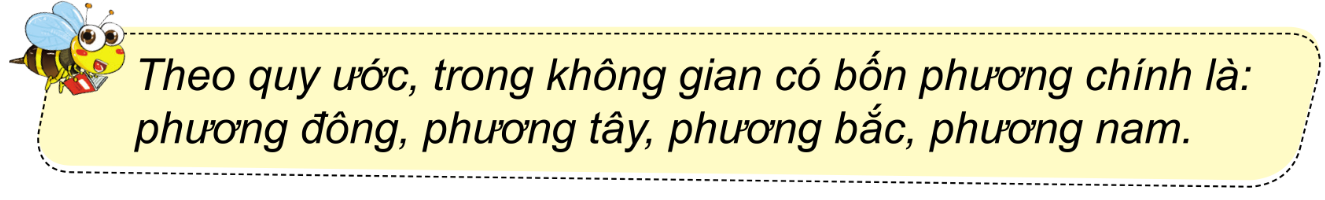 Theo quy ước, trong không gian có bốn phương chính là:
phương đông, phương tây, phương bắc, phương nam.